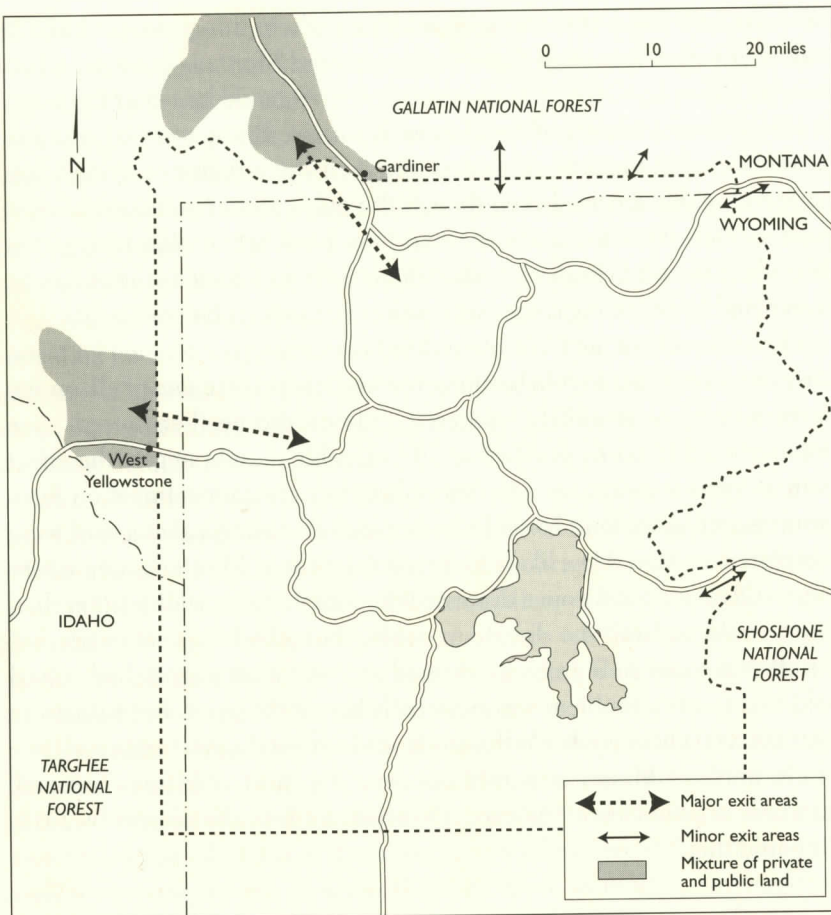 0 10 20 miles
GALLATIN NATIONAL FOREST
N
Gardiner
MONTANA
WYOMING
West
Yellowstone
IDAHO
SHOSHONE
NATIONAL
FOREST
TARGHEE
NATIONAL
FOREST
Major exit areas
Minor exit areas
Mixture of private
and public land